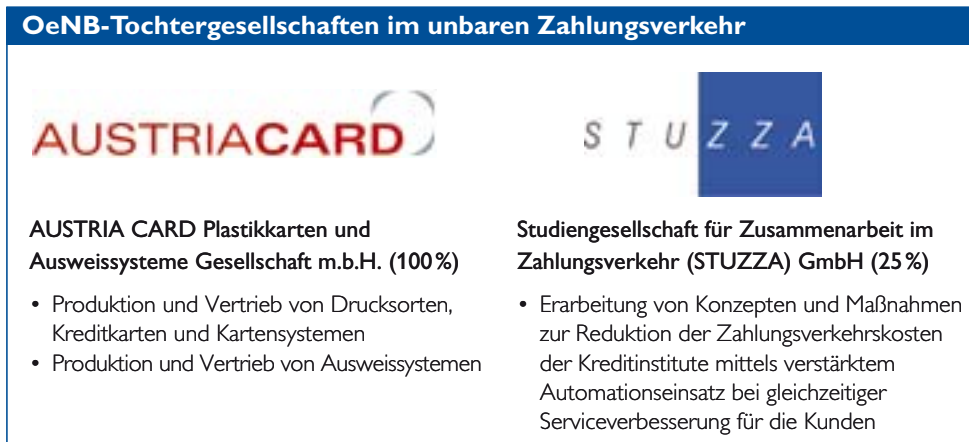 OeNB-Tochtergesellschaften im unbaren Zahlungsverkehr
AUSTRIACARD
STUZZA
AUSTRIA CARD Plastikkarten und
Ausweissysteme Gesellschaft m.b.H. (100%)
• Produktion und Vertrieb von Drucksorten,
Kreditkarten und Kartensystemen
• Produktion und Vertrieb von Ausweissystemen
Studiengesellschaft für Zusammenarbeit im
Zahlungsverkehr (STUZZA) GmbH (25%)
• Erarbeitung von Konzepten und Maßnahmen
zur Reduktion der Zahlungsverkehrskosten
der Kreditinstitute mittels verstärktem
Automationseinsatz bei gleichzeitiger
Serviceverbesserung für die Kunden